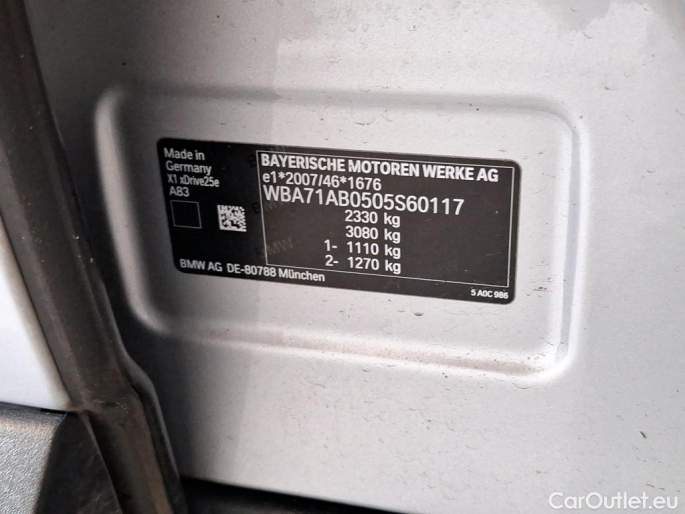 Made in
Germany
X1 xDrive25e
A83
BAYERISCHE MOTOREN WERKE AG
e1*2007/46*1676
WBA71AB0505S60117
2330 kg
3080 kg
1- 1110 kg
2- 1270 kg
BMW AG DE-80788 München
5 A0C 986
CarOutlet.eu